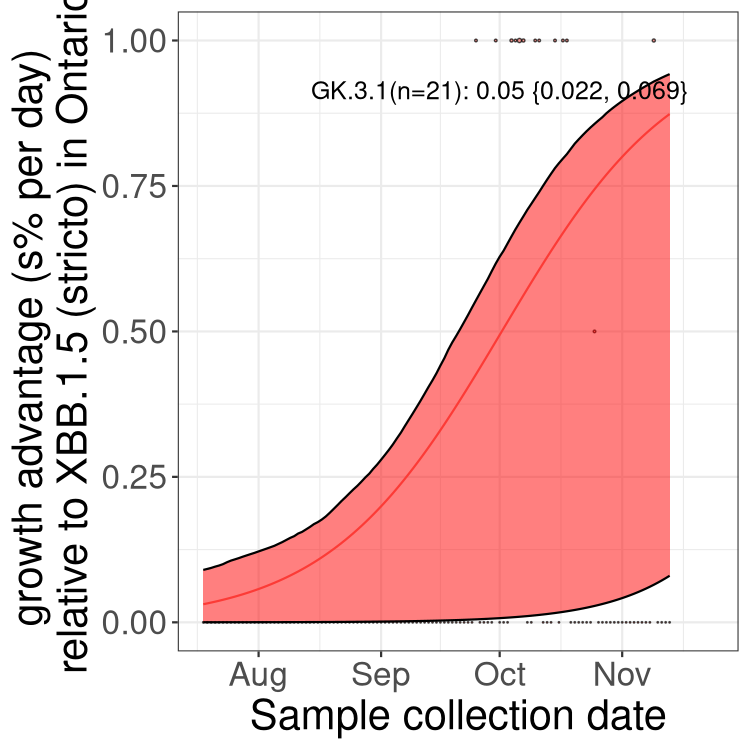 growth advantage (s% per day)
relative to XBB.1.5 (stricto) in Ontario
1.00
0.75
0.50
0.25
0.00
GK.3.1(n=21): 0.05 {0.022, 0.069}
Aug Sep Oct Nov
Sample collection date